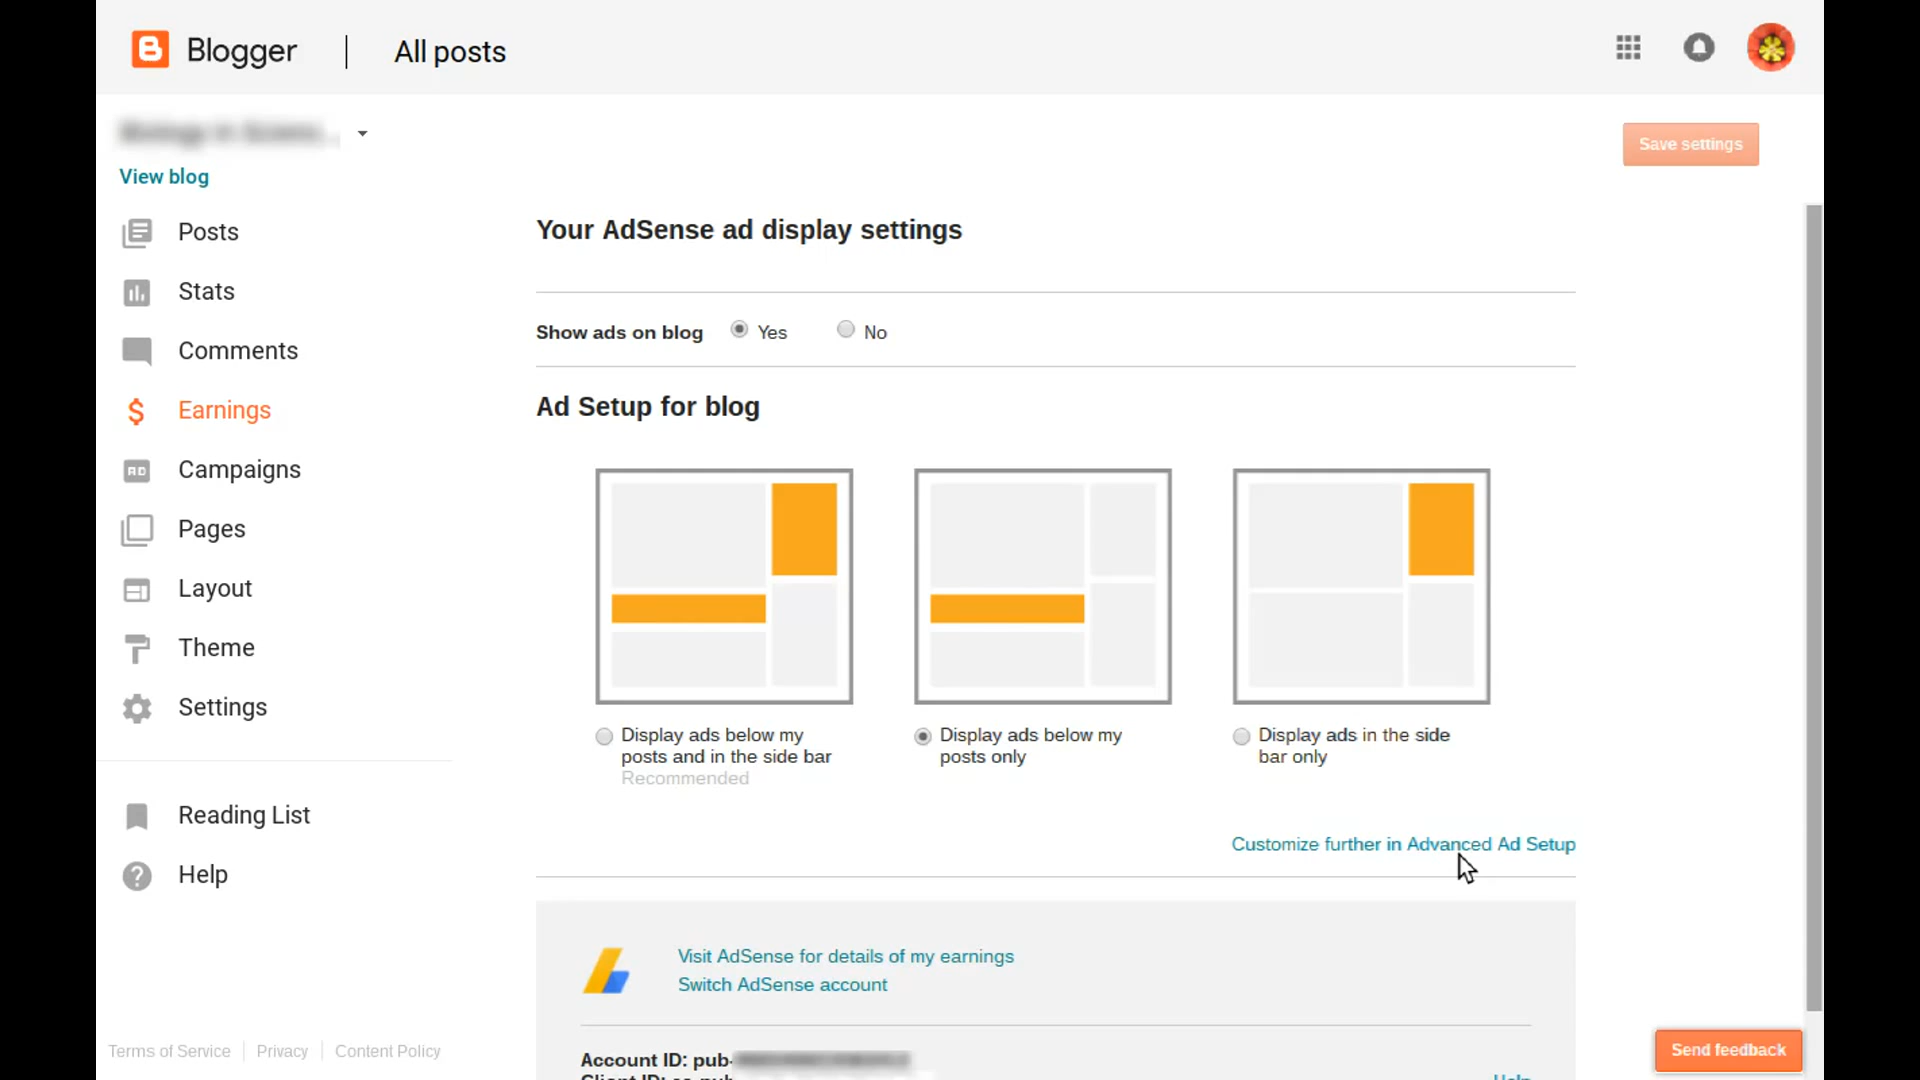 Blogger
All posts
Save settings
View blog
Posts
Stats
Comments
Earnings
Campaigns
Pages
Layout
Theme
Settings
Reading List
Help
Terms of Service
Privacy
Content Policy
Your AdSense ad display settings
Show ads on blog
Yes
No
Ad Setup for blog
Display ads below my
posts and in the side bar
Recommended
Display ads below my
posts only
Display ads in the side
bar only
Customize further in Advanced Ad Setup
Visit AdSense for details of my earnings
Switch AdSense account
Account ID: pub-
Send feedback